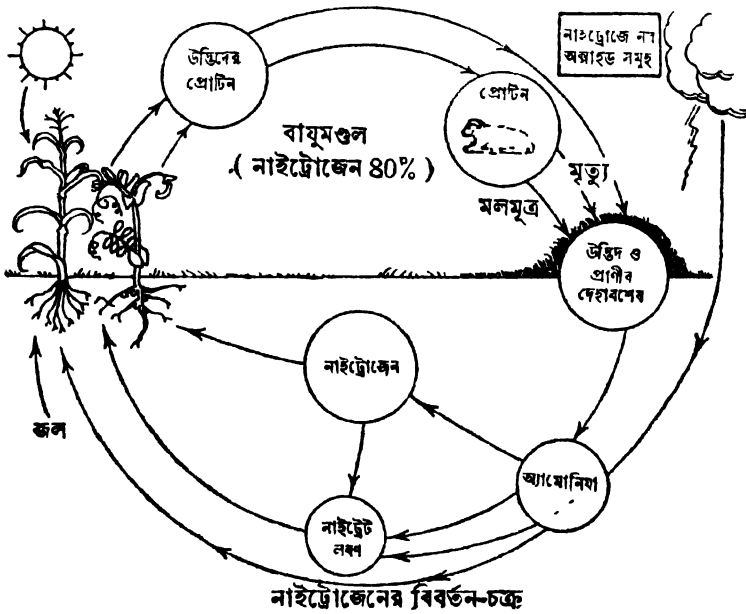 উদ্ভিদের
প্রোটিন
নাইট্রোজেনের
অক্সাইড সমূহ
প্রোটিন
বায়ুমণ্ডল
( নাইট্রোজেন 80% )
মৃত্যু
মলমূত্র
উদ্ভিদ ও
প্রাণীর
দেহাবশেষ
নাইট্রোজেন
জল
অ্যামোনিয়া
নাইট্রেট
লবণ
নাইট্রোজেনের বিবর্তন-চক্র